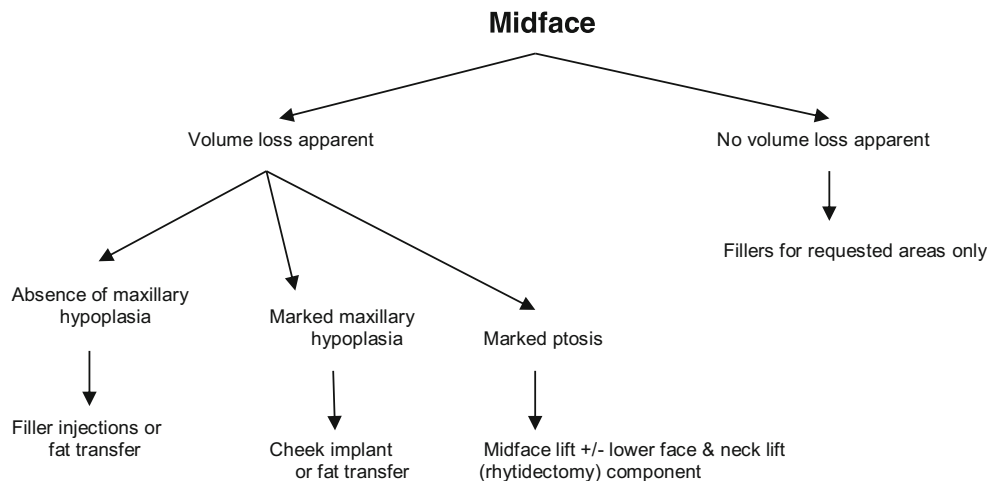 Midface
Volume loss apparent
No volume loss apparent
Fillers for requested areas only
Absence of maxillary
hypoplasia
Marked maxillary
hypoplasia
Marked ptosis
Filler injections or
fat transfer
Cheek implant
or fat transfer
Midface lift +/- lower face & neck lift
(rhytidectomy) component